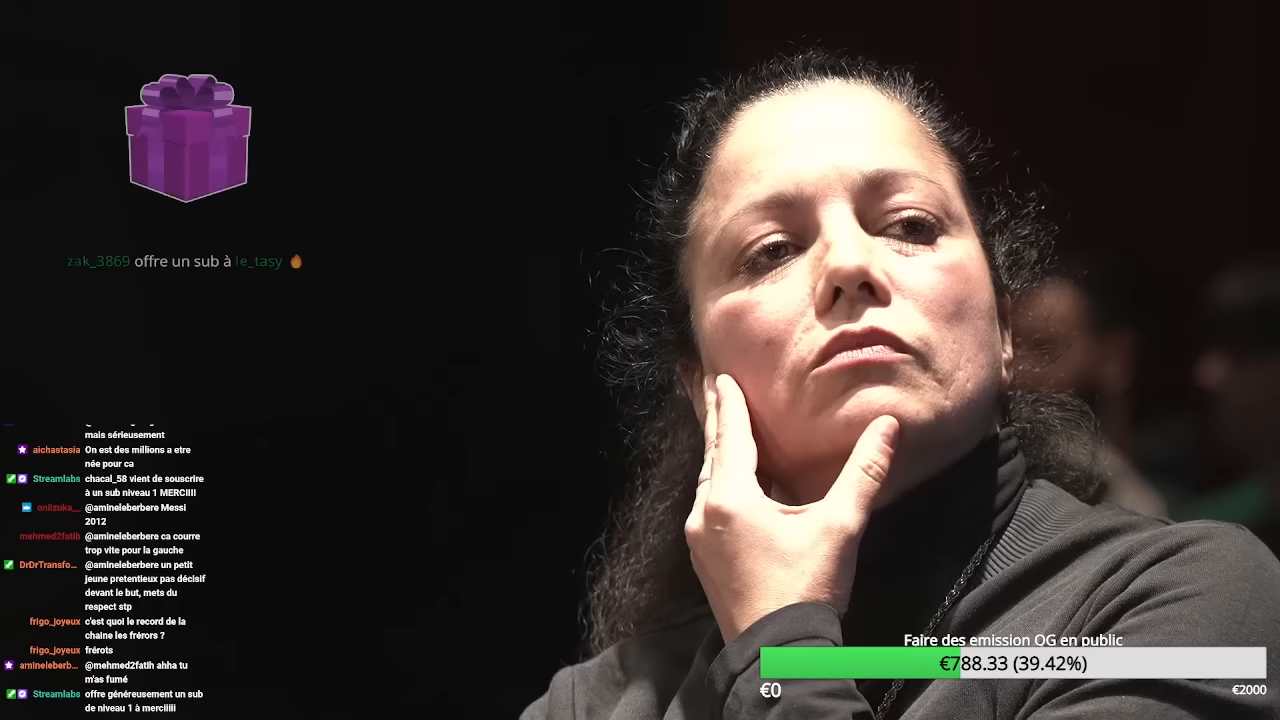 zak_3869 offre un sub à le_tasy
mais sérieusement
aichastasia On est des millions a etre
née pour ca
Streamlabs chacal_58 vient de souscrire
à un sub niveau 1 MERCIIII
oniizuka__ @amineleberbere Messi
2012
mehmed2fatih @amineleberbere ca courre
trop vite pour la gauche
DrDrTransfo... @amineleberbere un petit
jeune pretentieux pas décisif
devant le but, mets du
respect stp
frigo_joyeux c'est quoi le record de la
chaine les frérors ?
frigo_joyeux frérots
amineleberb... @mehmed2fatih ahha tu
m'as fumé
Streamlabs offre généreusement un sub
de niveau 1 à merciiiii
Faire des emission OG en public
€788.33 (39.42%)
€0
€2000